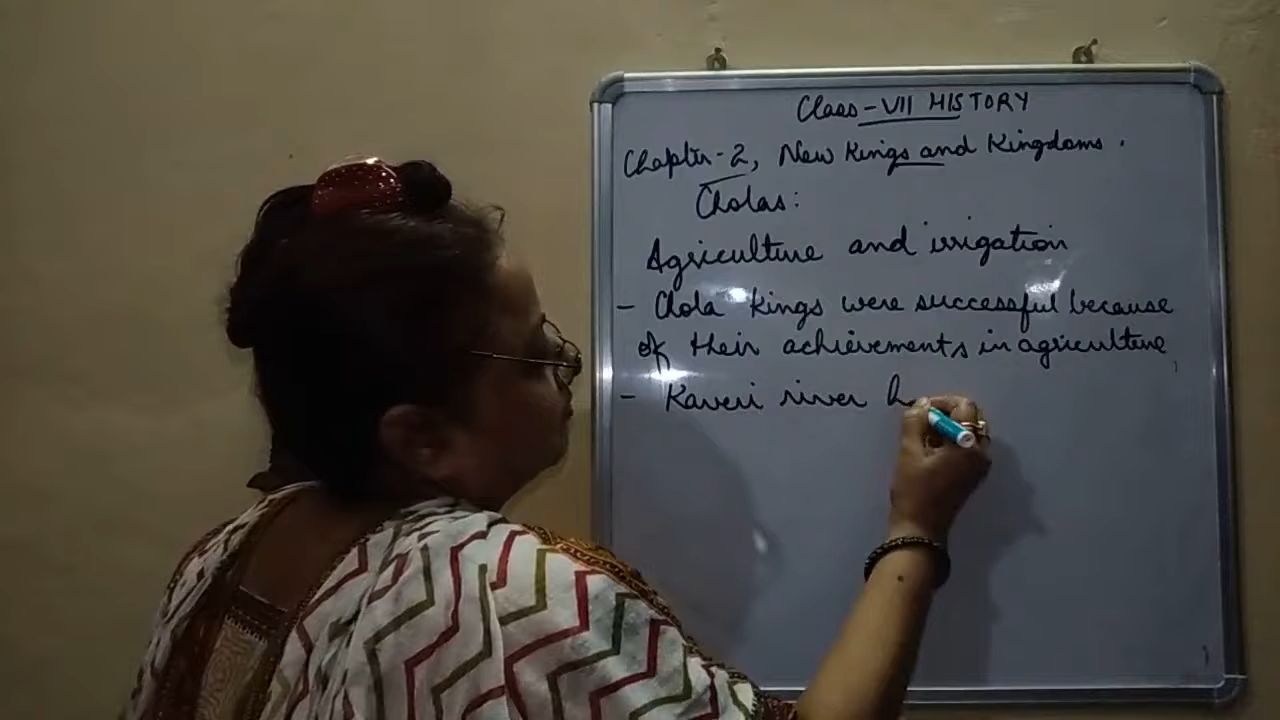 Class-VII HISTORY
Chapter-2, New Kings and Kingdoms.
Cholas:
Agriculture and irrigation
- Chola kings were successful because
of their achievements in agriculture
- Kaveri river